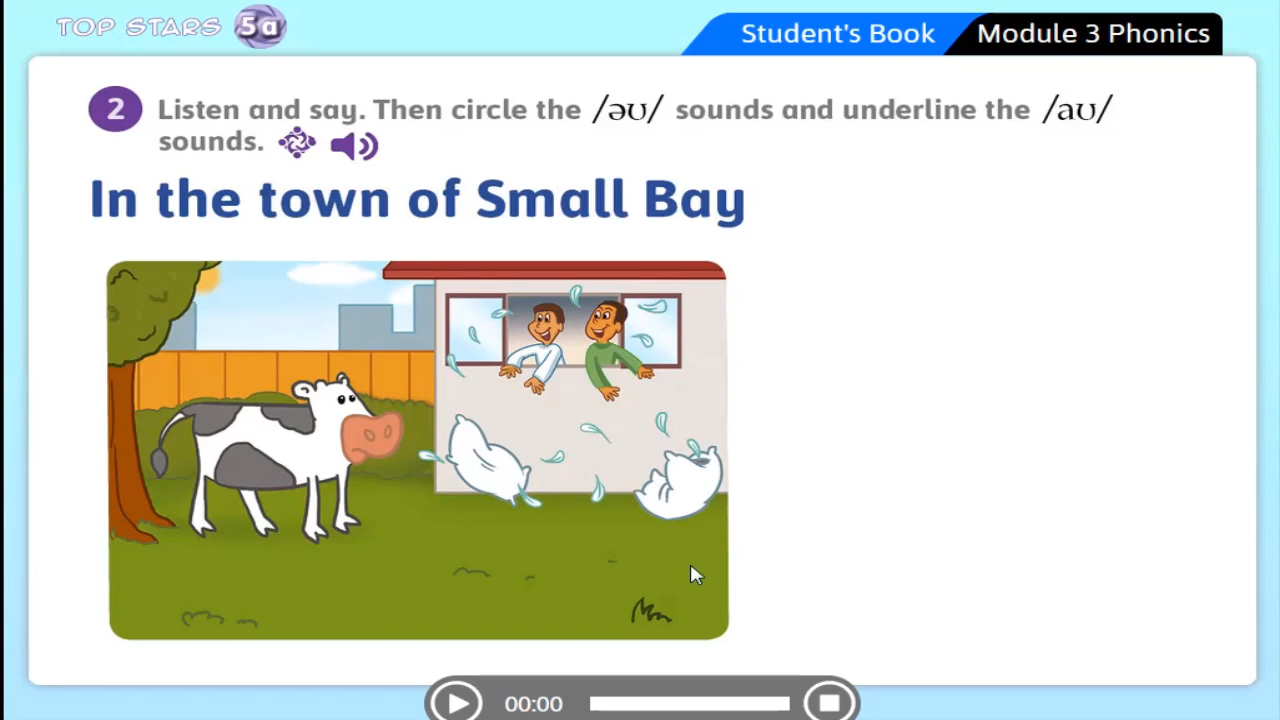 TOP STARS 5a
Student's Book Module 3 Phonics
2 Listen and say. Then circle the /əʊ/ sounds and underline the /aʊ/
sounds.
In the town of Small Bay
00:00